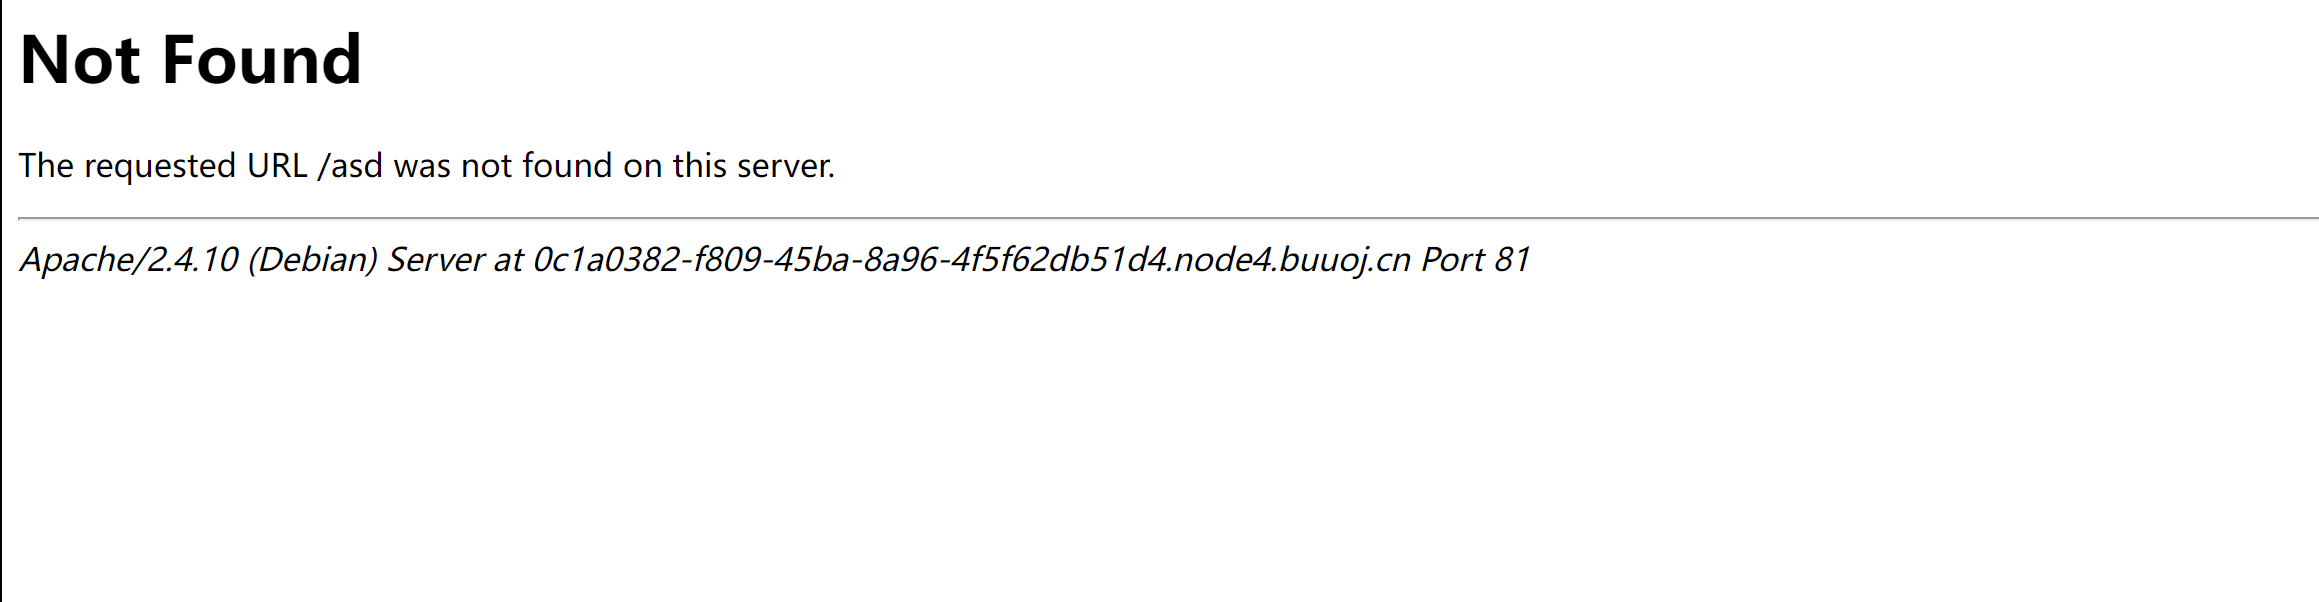 Not Found
The requested URL /asd was not found on this server.
Apache/2.4.10 (Debian) Server at 0c1a0382-f809-45ba-8a96-4f5f62db51d4.node4.buuoj.cn Port 81